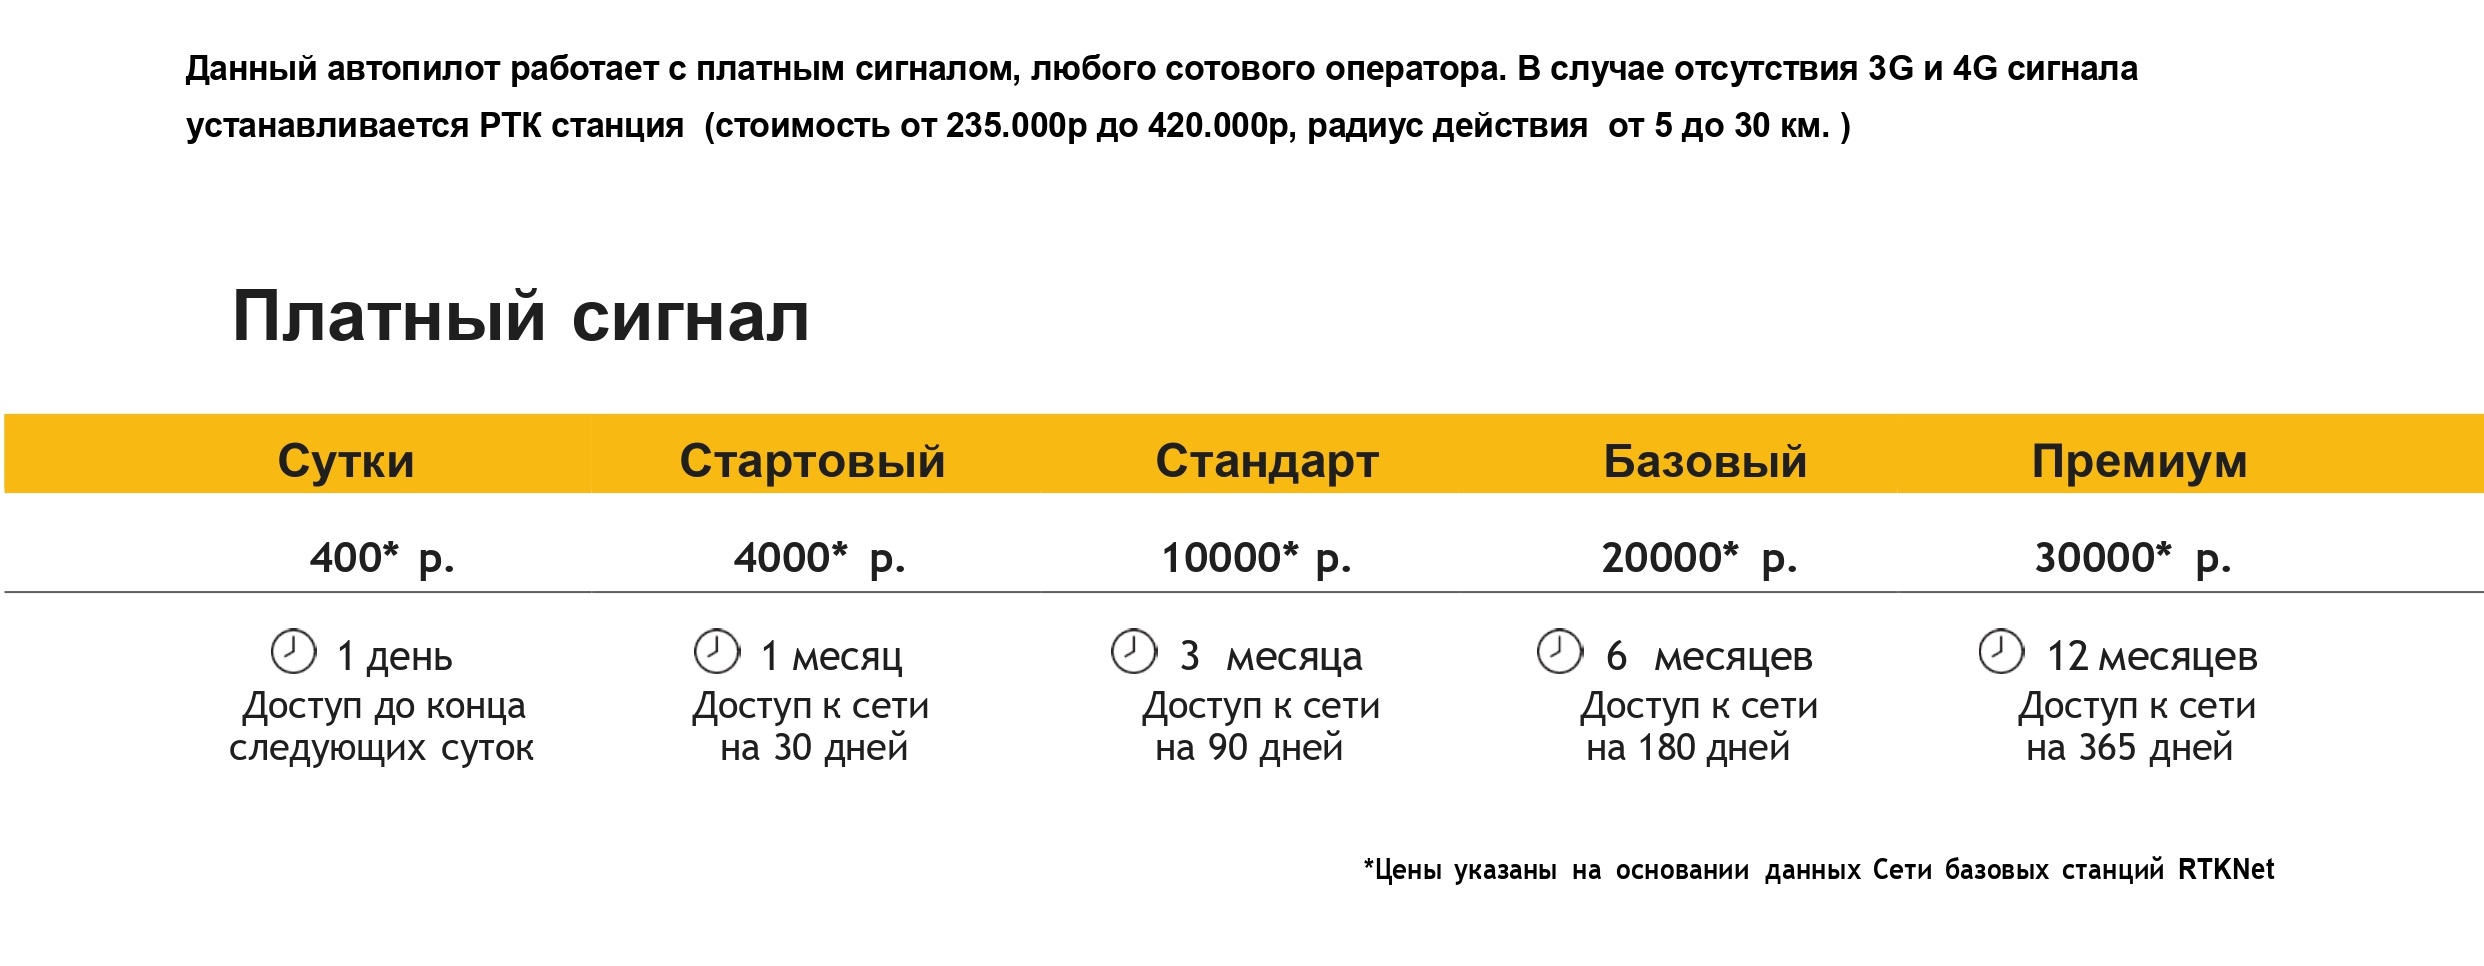 Данный автопилот работает с платным сигналом, любого сотового оператора. В случае отсутствия 3G и 4G сигнала
устанавливается РТК станция (стоимость от 235.000р до 420.000р, радиус действия от 5 до 30 км. )
Платный сигнал
Сутки Стартовый Стандарт Базовый Премиум
400* р. 4000* р. 10000* р. 20000* р. 30000* р.
1 день 1 месяц 3 месяца 6 месяцев 12 месяцев
Доступ до конца Доступ к сети Доступ к сети Доступ к сети Доступ к сети
следующих суток на 30 дней на 90 дней на 180 дней на 365 дней
*Цены указаны на основании данных Сети базовых станций RTKNet